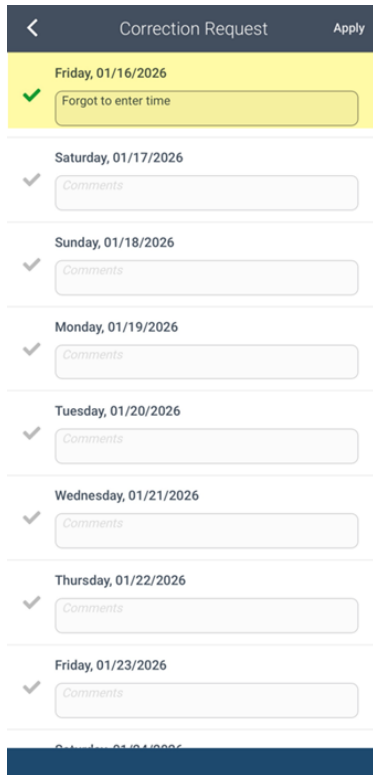 Correction Request
Apply
Friday, 01/16/2026
Forgot to enter time
Saturday, 01/17/2026
Comments
Sunday, 01/18/2026
Comments
Monday, 01/19/2026
Comments
Tuesday, 01/20/2026
Comments
Wednesday, 01/21/2026
Comments
Thursday, 01/22/2026
Comments
Friday, 01/23/2026
Comments